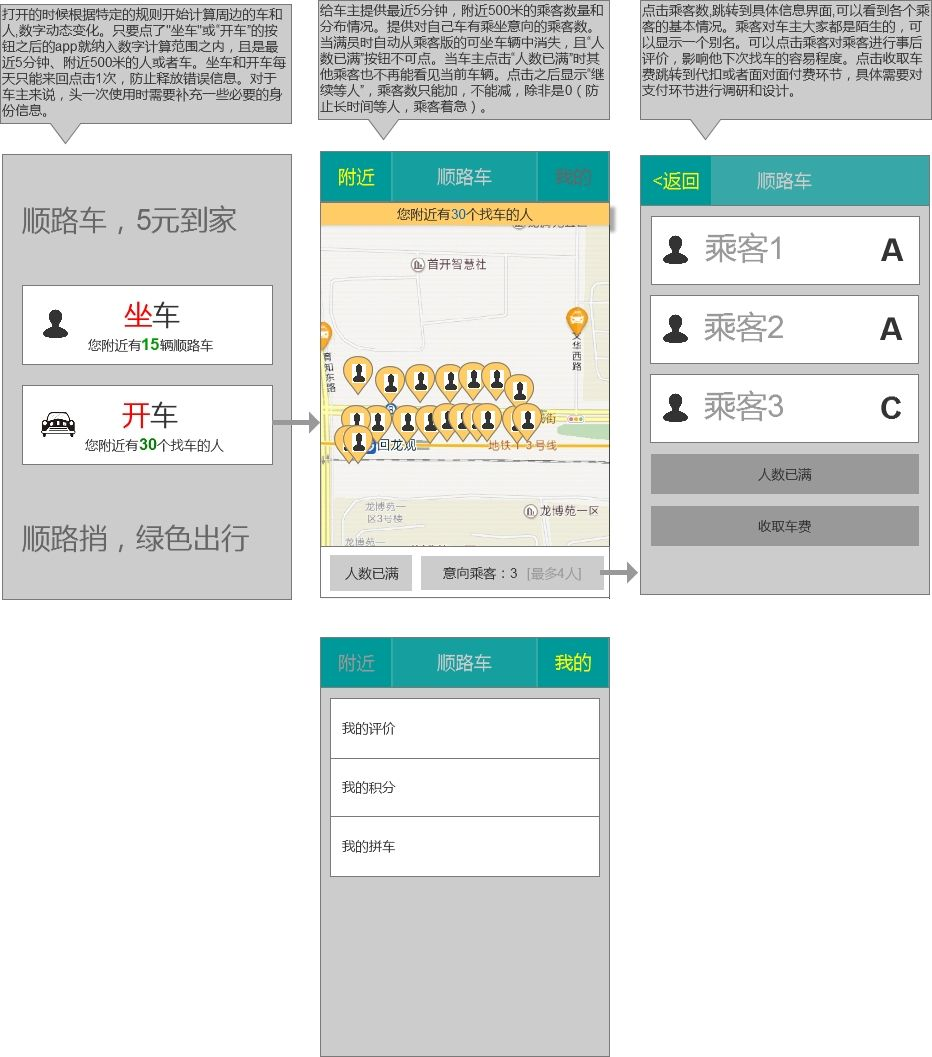 打开的时候根据特定的规则开始计算周边的车和
人,数字动态变化。只要点了"坐车"或“开车”的按
钮之后的app就纳入数字计算范围之内，且是最
近5分钟、附近500米的人或者车。坐车和开车每
天只能来回点击1次，防止释放错误信息。对于
车主来说，头一次使用时需要补充一些必要的身
份信息。
给车主提供最近5分钟，附近500米的乘客数量和
分布情况。提供对自己车有乘坐意向的乘客数。
当满员时自动从乘客版的可坐车辆中消失，且“人
数已满”按钮不可点。当车主点击“人数已满”时其
他乘客也不再能看见当前车辆。点击之后显示“继
续等人”，乘客数只能加，不能减，除非是0（防
止长时间等人，乘客着急）。
点击乘客数,跳转到具体信息界面,可以看到各个乘
客的基本情况。乘客对车主大家都是陌生的，可
以显示一个别名。可以点击乘客对乘客进行事后
评价，影响他下次找车的容易程度。点击收取车
费跳转到代扣或者面对面付费环节，具体需要对
支付环节进行调研和设计。
顺路车，5元到家
坐车
您附近有15辆顺路车
开车
您附近有30个找车的人
顺路捎，绿色出行
附近
顺路车
我的
您附近有30个找车的人
首开智慧社
文华西路
育知东路
回龙观
地铁13号线
龙博苑一
区3号楼
龙博苑一区
龙博苑一
人数已满
意向乘客：3 [最多4人]
<返回
顺路车
乘客1 A
乘客2 A
乘客3 C
人数已满
收取车费
附近
顺路车
我的
我的评价
我的积分
我的拼车